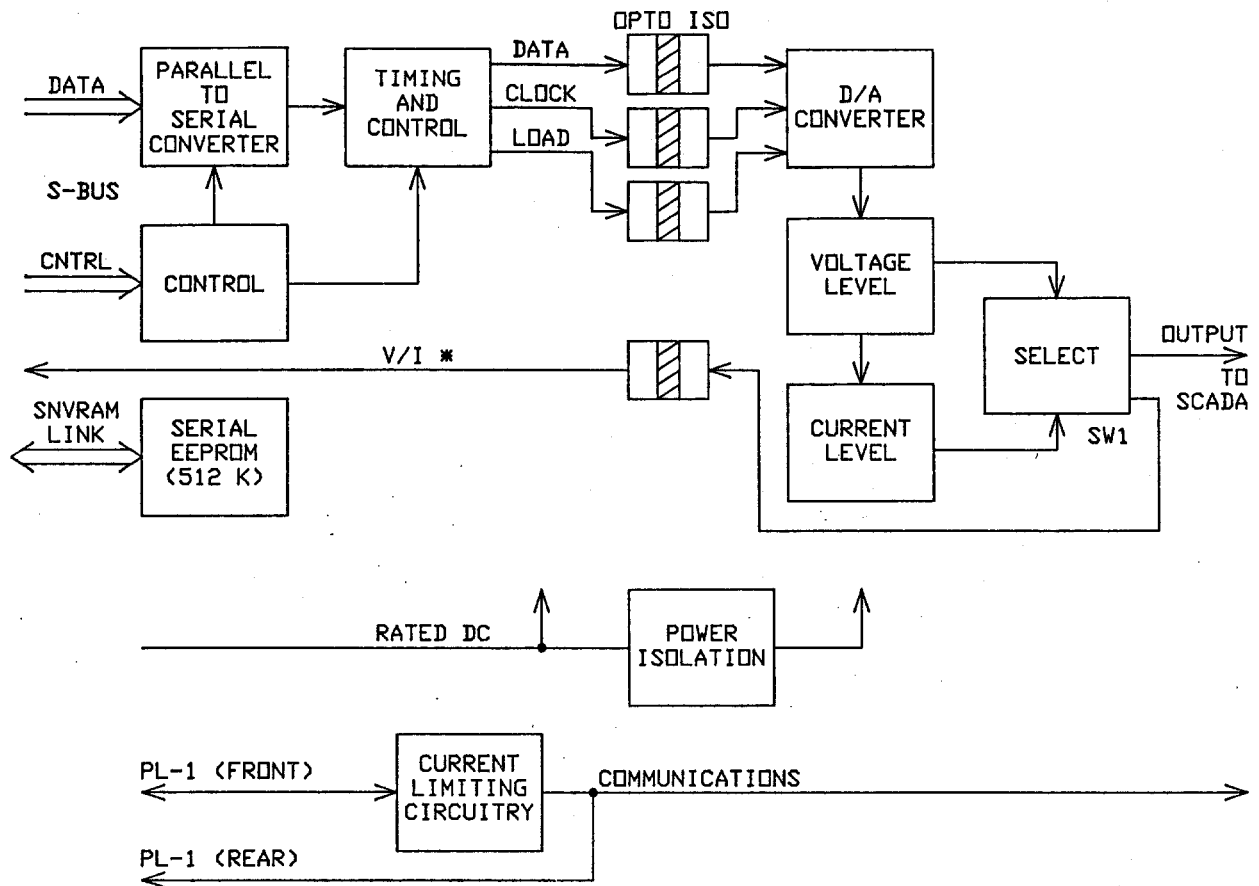 OPTO ISO
DATA
PARALLEL
TO
SERIAL
CONVERTER
TIMING
AND
CONTROL
DATA
CLOCK
LOAD
D/A
CONVERTER
S-BUS
CNTRL
CONTROL
VOLTAGE
LEVEL
V/I *
SELECT
OUTPUT
TO
SCADA
SW1
SNVRAM
LINK
SERIAL
EEPROM
(512 K)
CURRENT
LEVEL
RATED DC
POWER
ISOLATION
PL-1 (FRONT)
CURRENT
LIMITING
CIRCUITRY
COMMUNICATIONS
PL-1 (REAR)